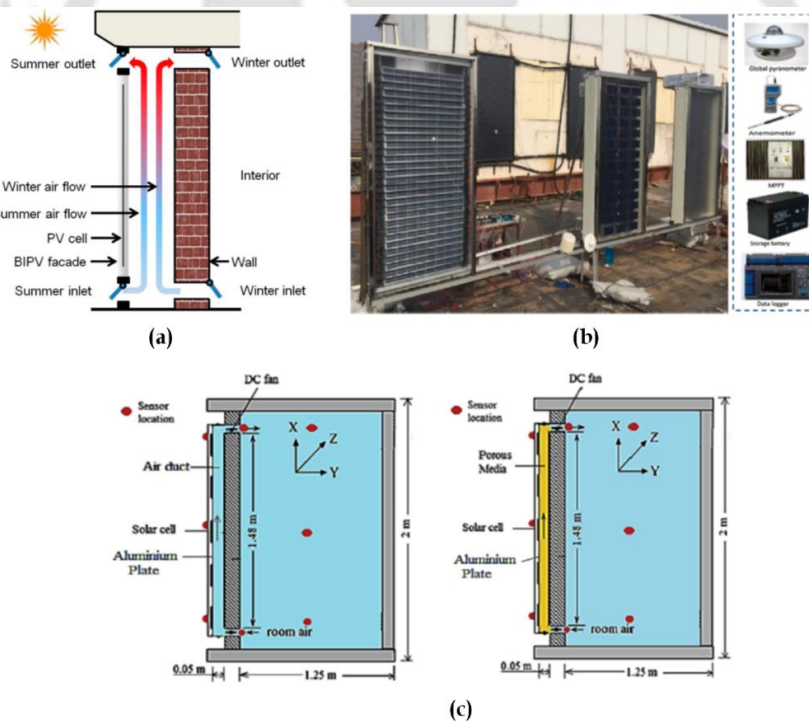 Summer outlet
Winter outlet
Winter air flow
Interior
ummer air flow
PV cell
BIPV facade
Wall
Summer inlet
Winter inlet
(a)
Global pyranometer
Anemometer
MPPT
Storage battery
Data logger
(b)
DC fan
Sensor
location
X
Z
Y
Air duct
Solar cell
1.48 m
2 m
Aluminium
Plate
room air
0.05 m
1.25 m
DC fan
Sensor
location
X
Z
Y
Porous
Media
Solar cell
1.48 m
2 m
Aluminium
Plate
room air
0.05 m
1.25 m
(c)